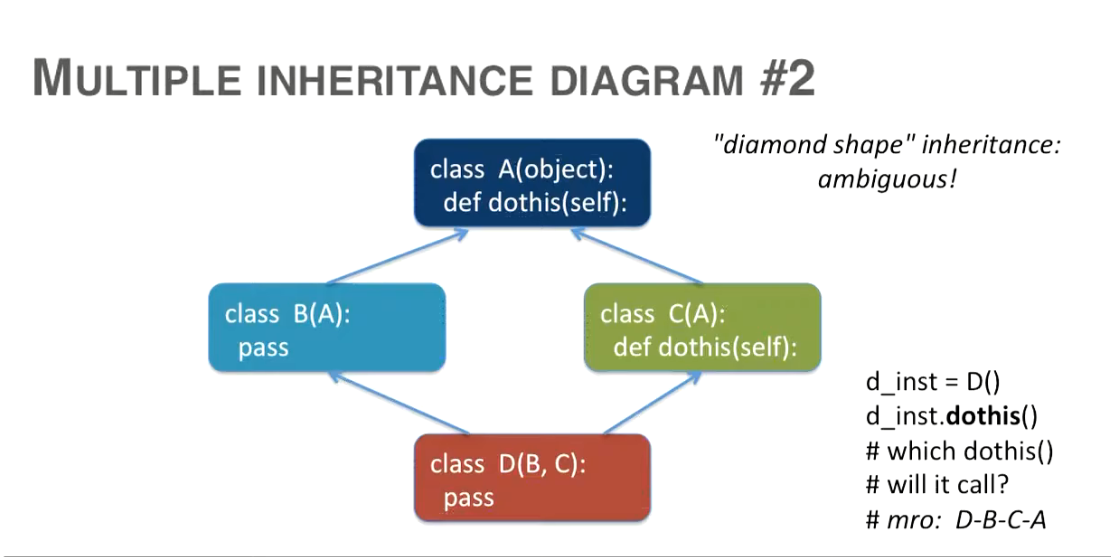 MULTIPLE INHERITANCE DIAGRAM #2
"diamond shape" inheritance:
ambiguous!
class  A(object):
  def dothis(self):
class  B(A):
  pass
class  C(A):
  def dothis(self):
class  D(B, C):
  pass
d_inst = D()
d_inst.dothis()
# which dothis()
# will it call?
# mro:  D-B-C-A